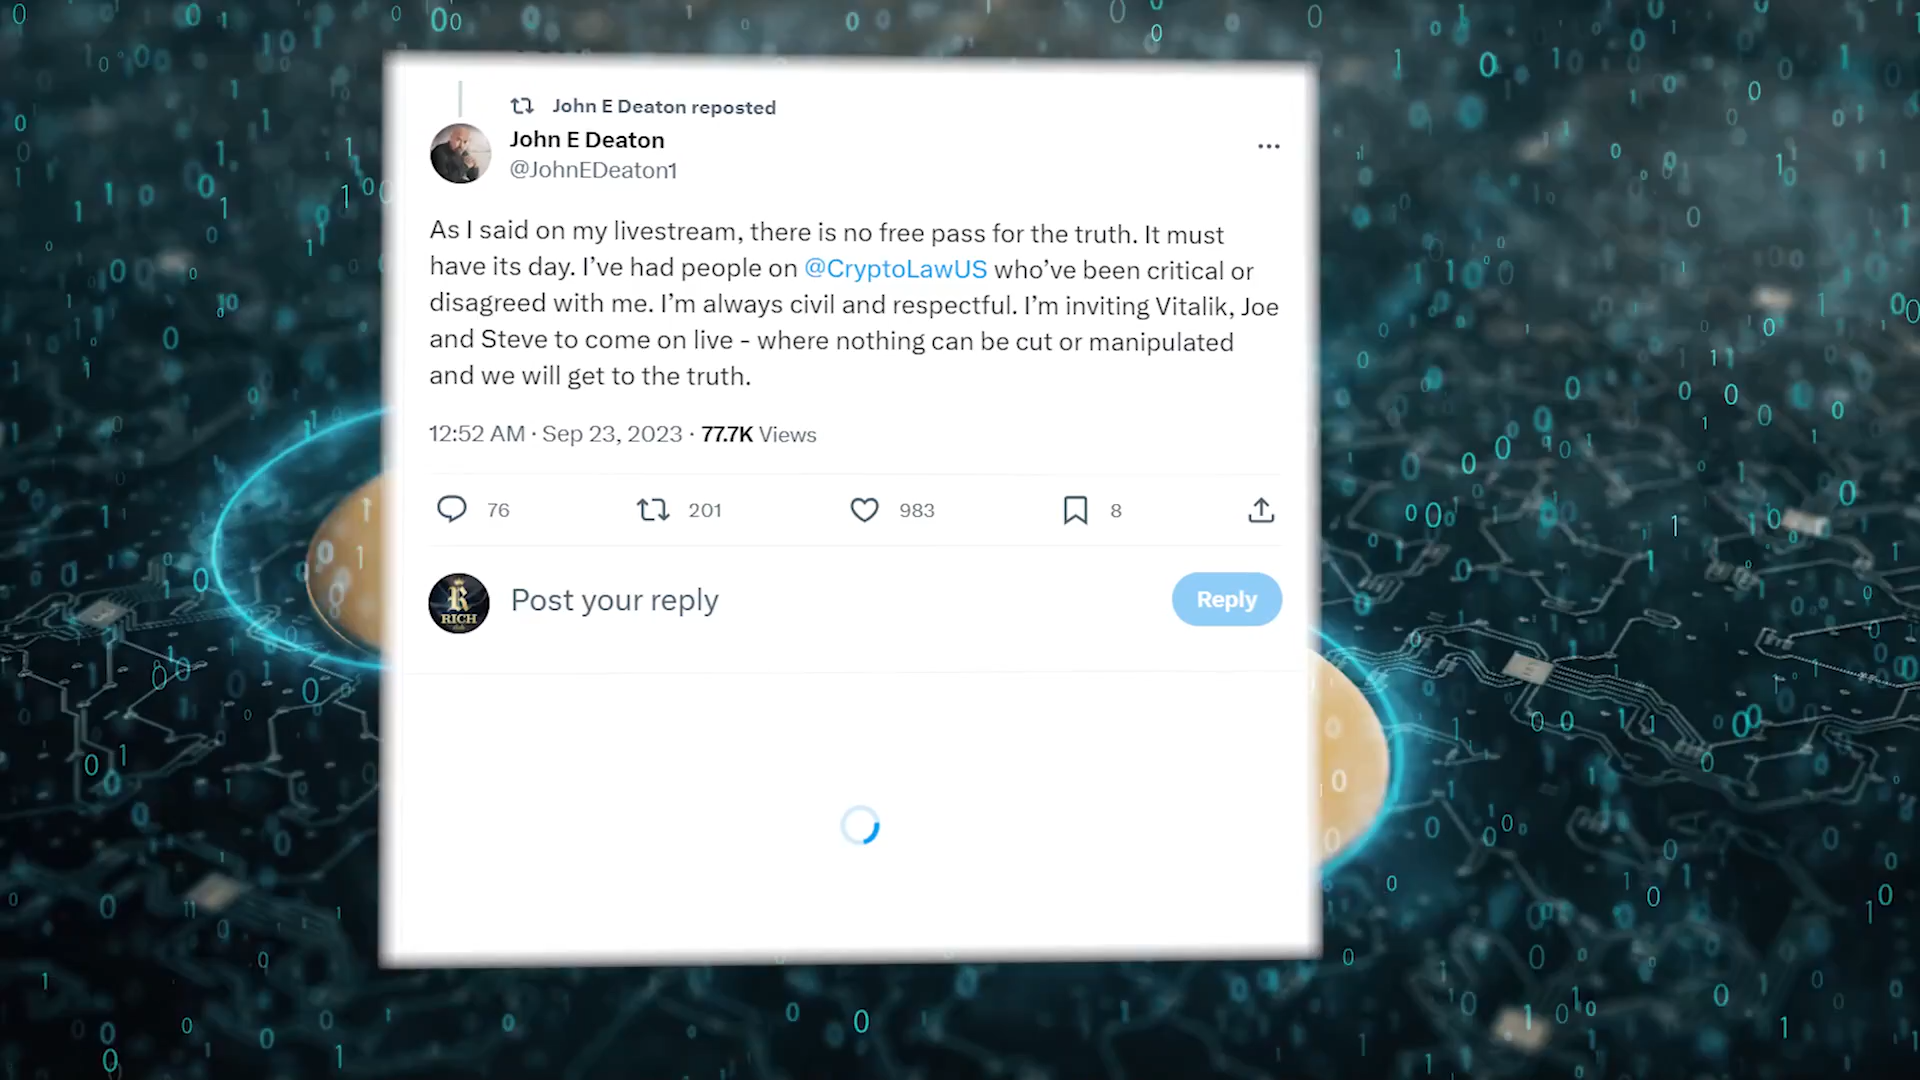 John E Deaton reposted
John E Deaton
@JohnEDeaton1
As I said on my livestream, there is no free pass for the truth. It must
have its day. I’ve had people on @CryptoLawUS who’ve been critical or
disagreed with me. I’m always civil and respectful. I’m inviting Vitalik, Joe
and Steve to come on live - where nothing can be cut or manipulated
and we will get to the truth.
12:52 AM · Sep 23, 2023 · 77.7K Views
76 201 983 8
R
RICH
Post your reply
Reply